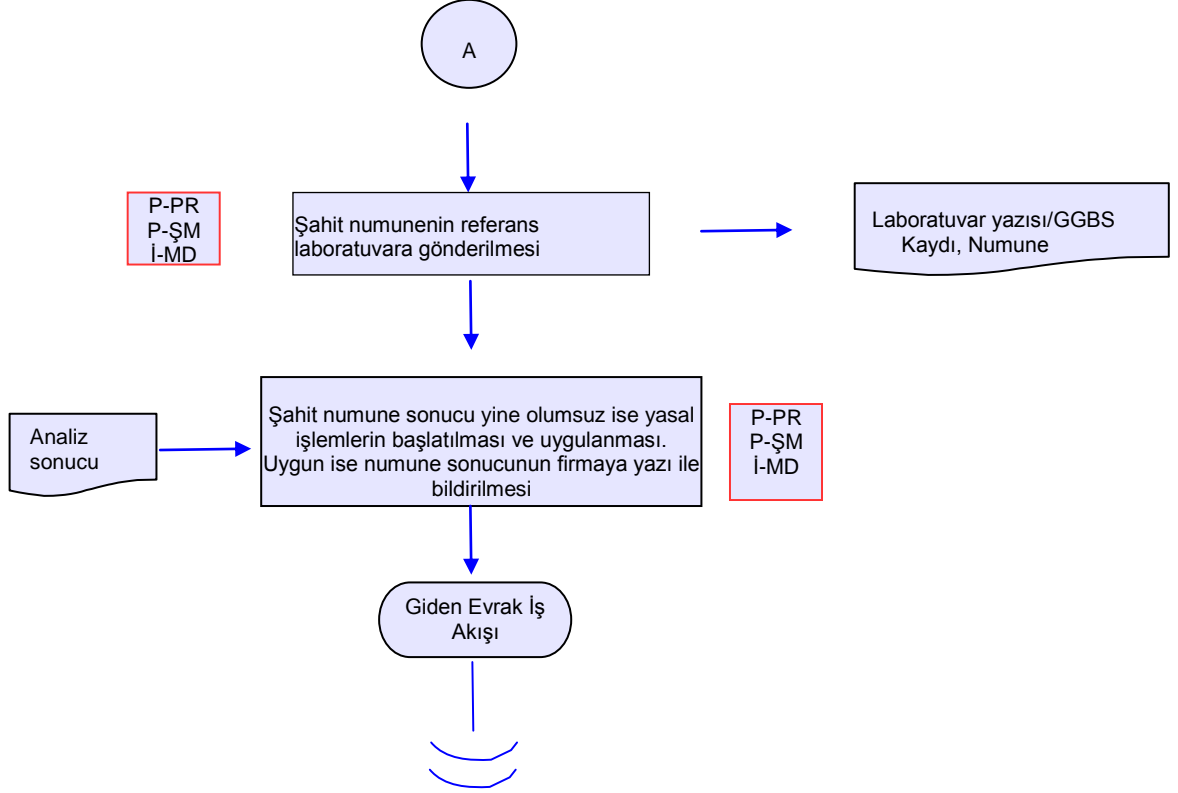 A
P-PR
P-ŞM
İ-MD
Şahit numunenin referans
laboratuvara gönderilmesi
Laboratuvar yazısı/GGBS
Kaydı, Numune
Analiz
sonucu
Şahit numune sonucu yine olumsuz ise yasal
işlemlerin başlatılması ve uygulanması.
Uygun ise numune sonucunun firmaya yazı ile
bildirilmesi
P-PR
P-ŞM
İ-MD
Giden Evrak İş
Akışı